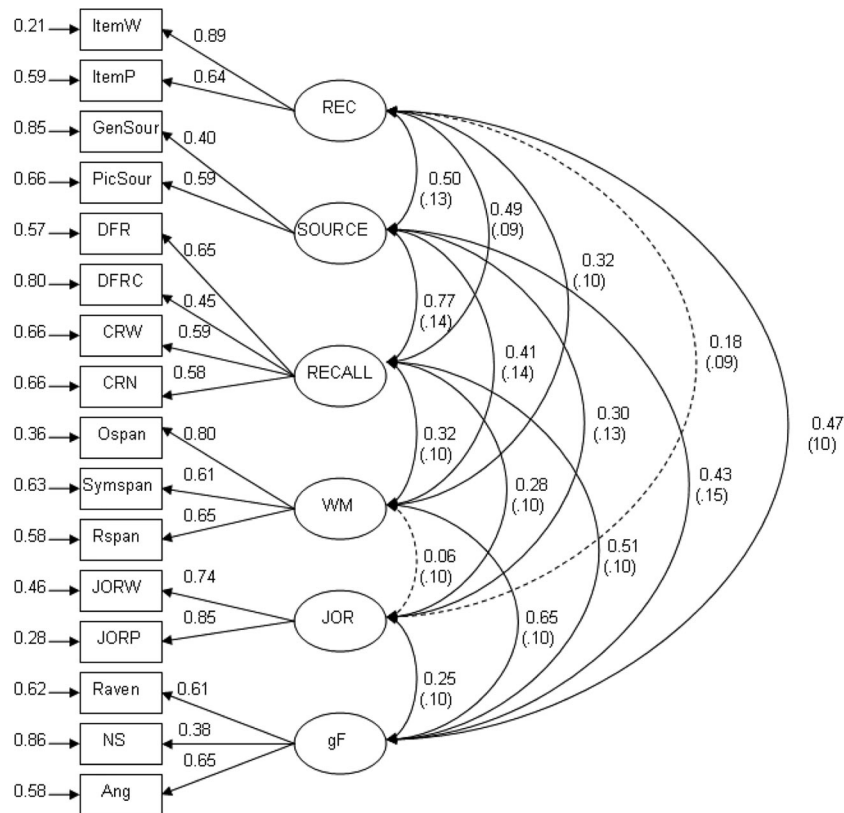 0.21
ItemW
0.89
0.59
ItemP
0.64
REC
0.85
GenSour
0.40
0.66
PicSour
0.59
0.50
(.13)
0.49
(.09)
0.57
DFR
SOURCE
0.65
0.32
(.10)
0.80
DFRC
0.45
0.77
(.14)
0.18
(.09)
0.66
CRW
0.59
0.41
(.14)
0.66
CRN
0.58
RECALL
0.30
(.13)
0.47
(10)
0.36
Ospan
0.80
0.32
(.10)
0.43
(.15)
0.63
Symspan
0.61
0.28
(.10)
WM
0.58
Rspan
0.65
0.51
(.10)
0.06
(.10)
0.46
JORW
0.74
JOR
0.28
JORP
0.85
0.65
(.10)
0.62
Raven
0.61
0.25
(.10)
0.86
NS
0.38
gF
0.58
Ang
0.65